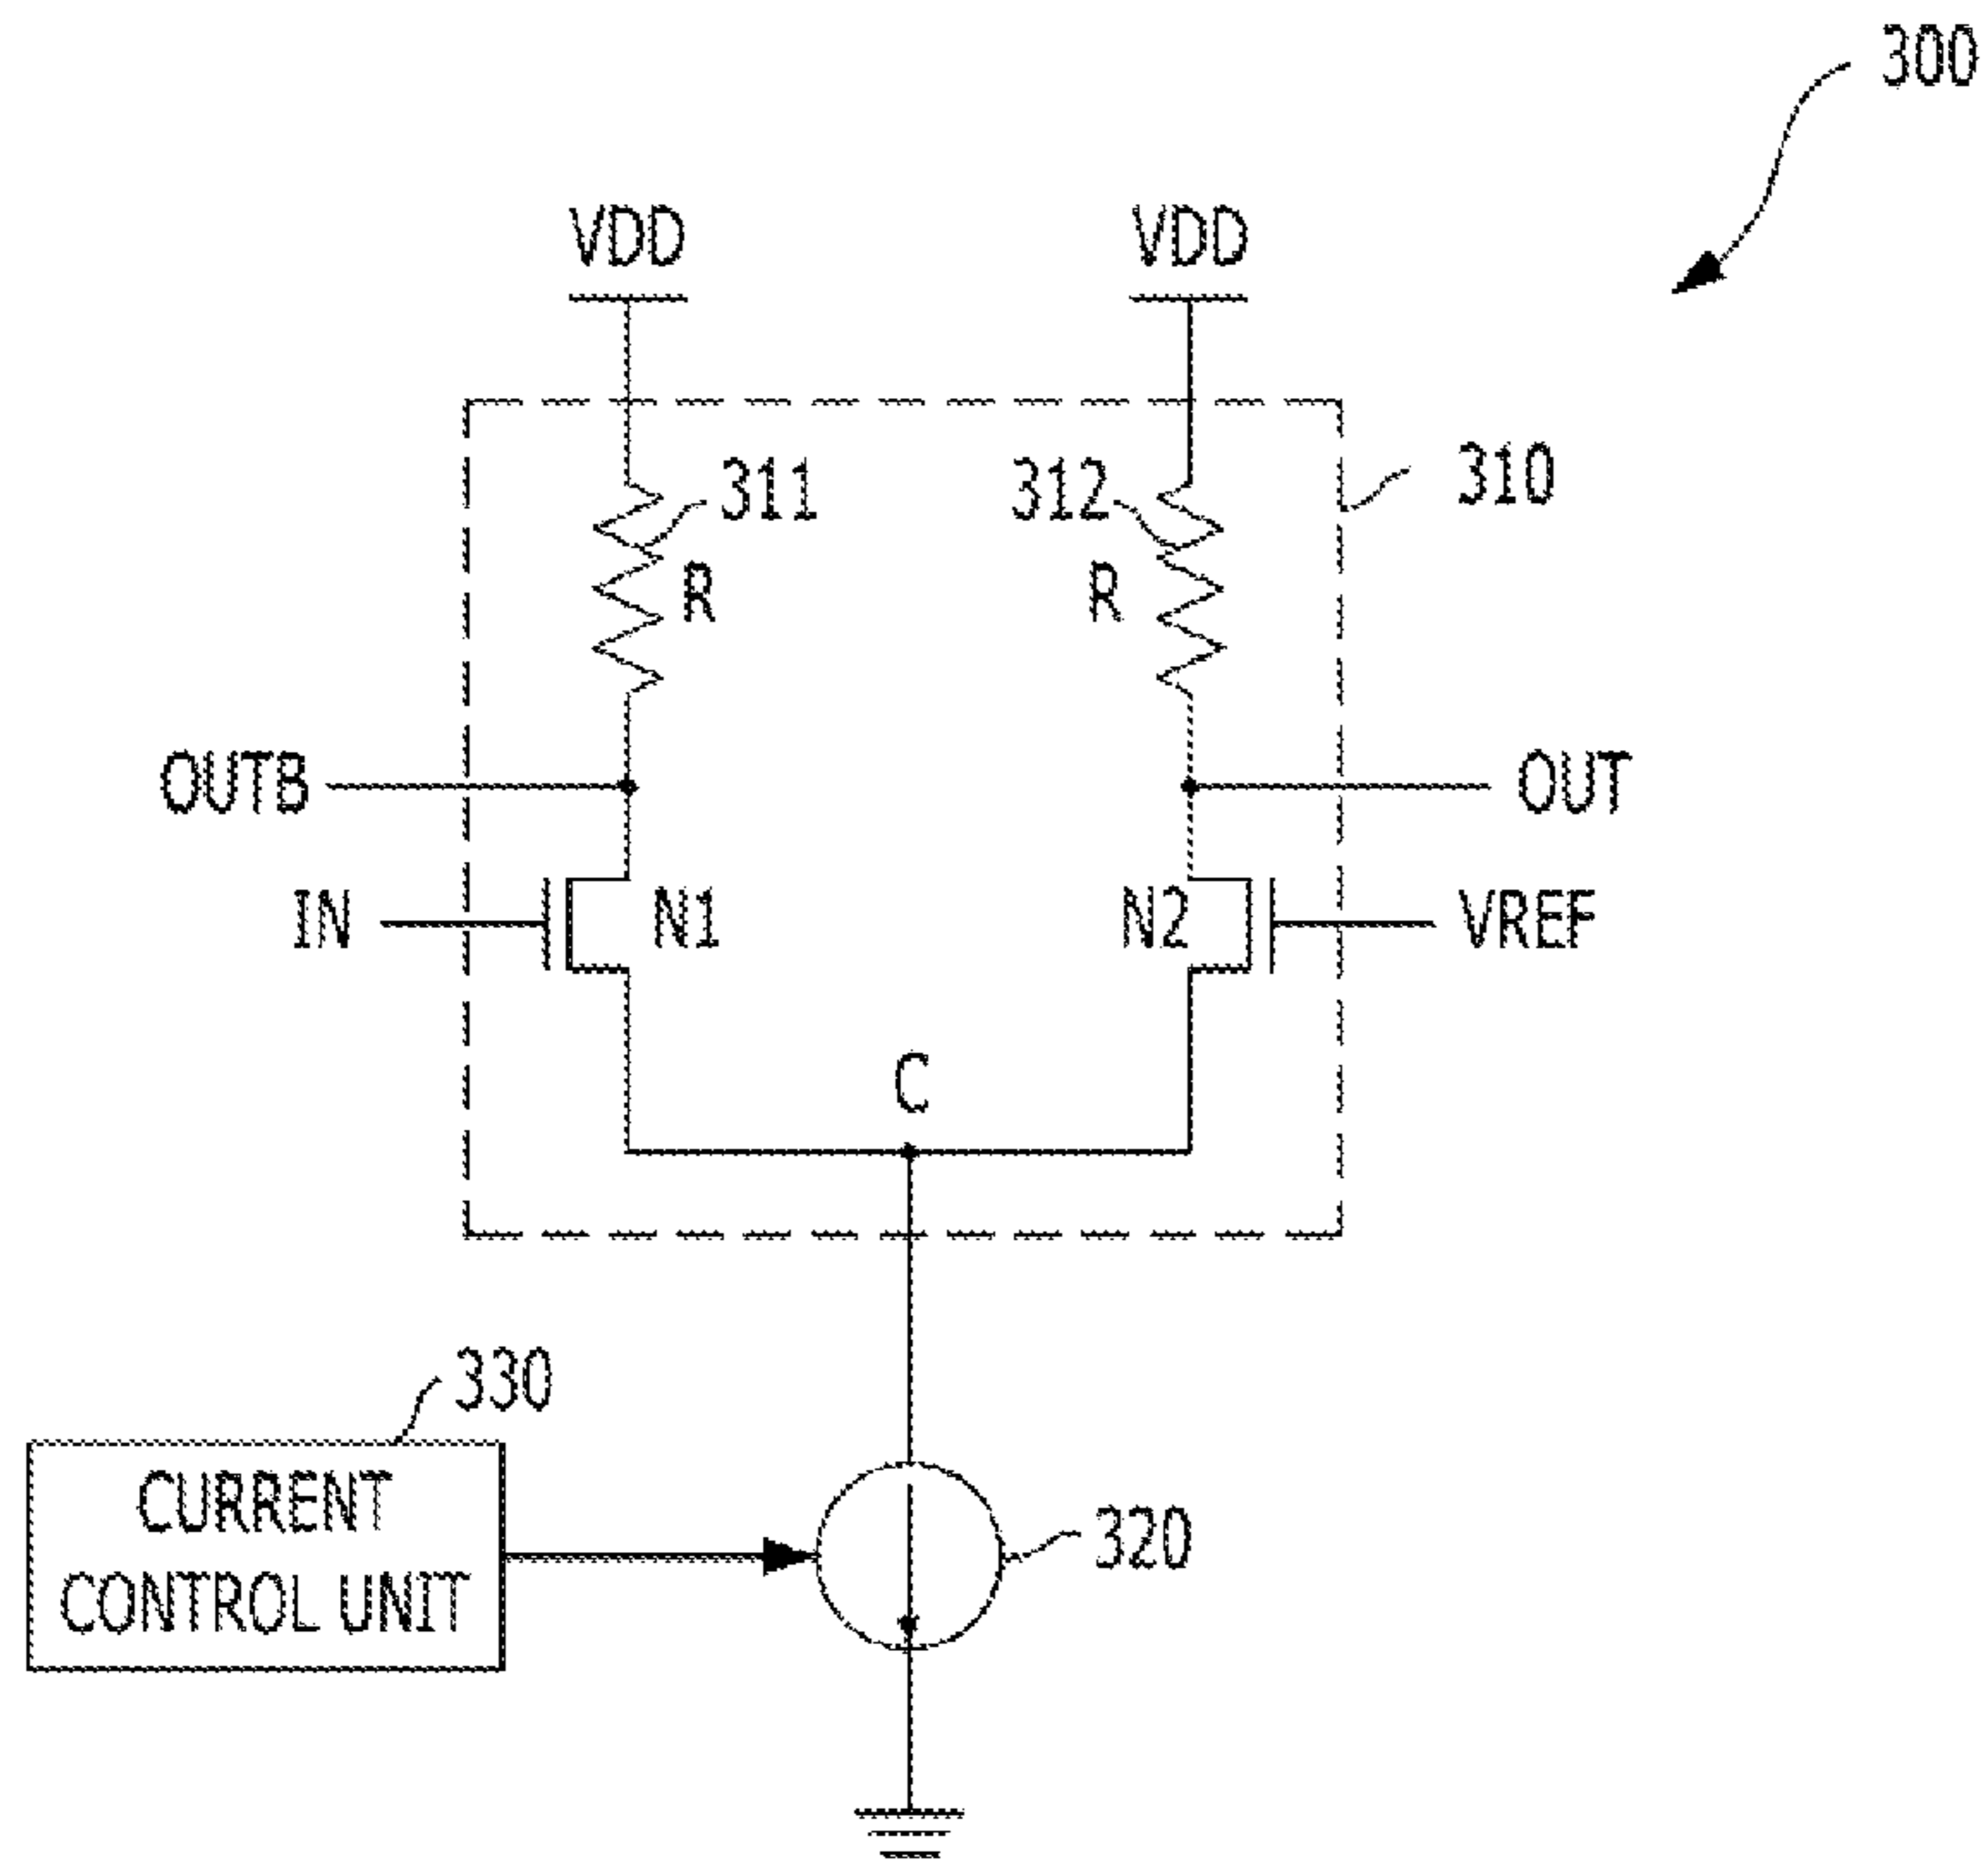 300
VDD VDD
311 312 310
R R
OUTB OUT
IN N1 N2 VREF
C
330
CURRENT
CONTROL UNIT
320